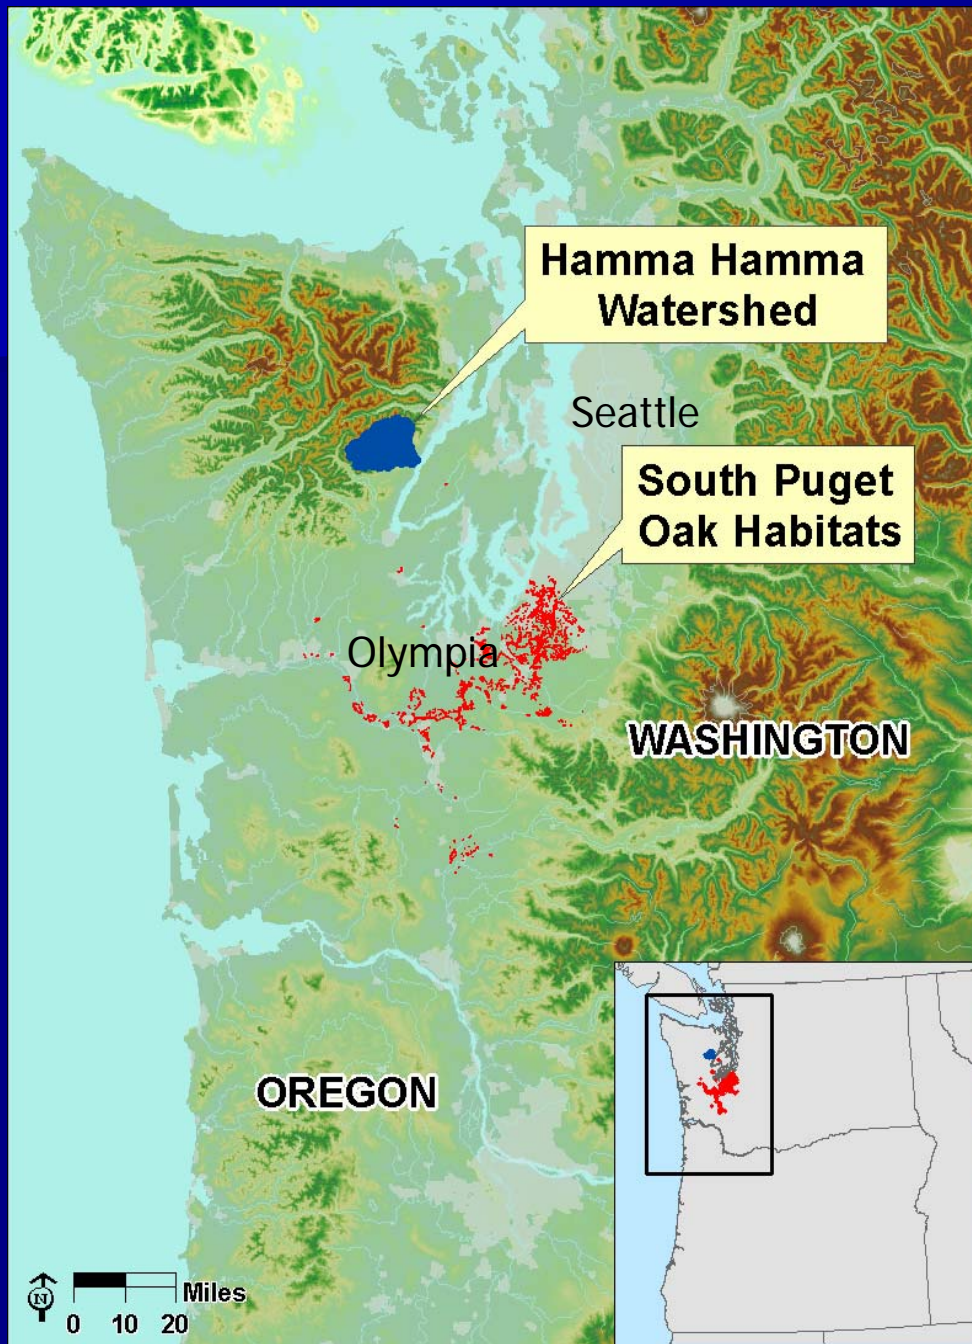 Hamma Hamma
Watershed
Seattle
South Puget
Oak Habitats
Olympia
WASHINGTON
OREGON
N
Miles
0 10 20